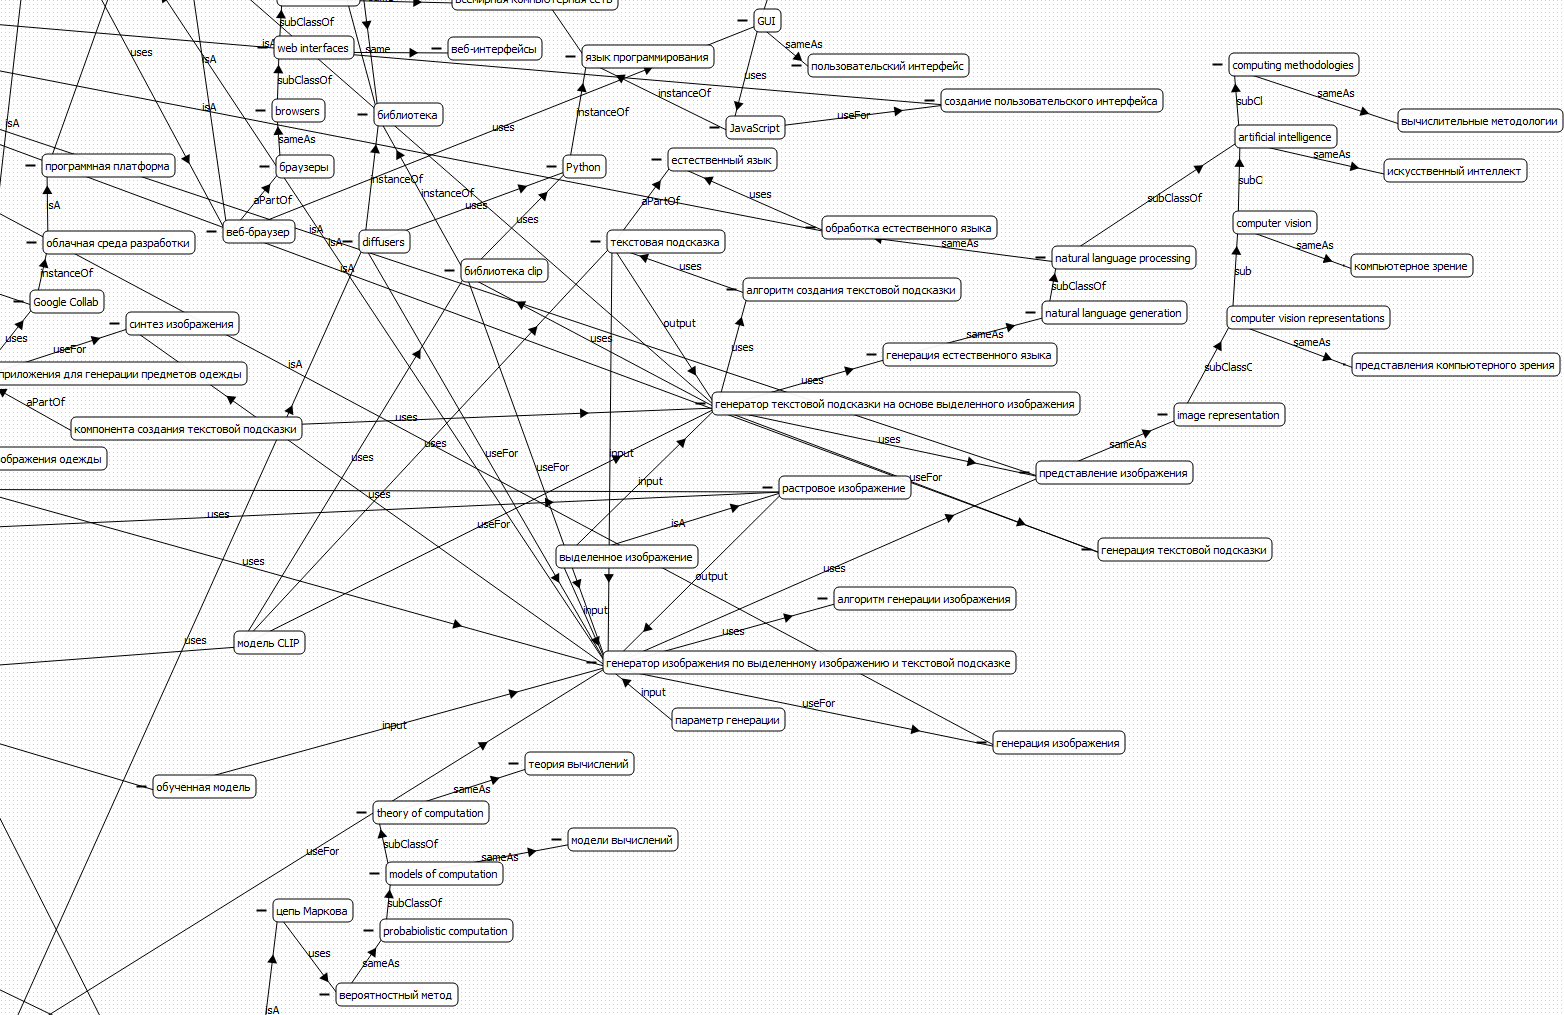 same
всемирная компьютерная сеть
subClassOf
GUI
isA
web interfaces
same
веб-интерфейсы
sameAs
uses
isA
язык программирования
пользовательский интерфейс
computing methodologies
subClassOf
uses
instanceOf
sameAs
subCl
isA
browsers
библиотека
instanceOf
создание пользовательского интерфейса
useFor
вычислительные методологии
isA
sameAs
uses
JavaScript
artificial intelligence
sameAs
программная платформа
браузеры
Python
естественный язык
искусственный интеллект
instanceOf
instanceOf
subC
aPartOf
uses
aPartOf
uses
subClassOf
isA
uses
веб-браузер
isA
isA
diffusers
текстовая подсказка
обработка естественного языка
computer vision
облачная среда разработки
sameAs
sameAs
instanceOf
isA
библиотека clip
uses
natural language processing
компьютерное зрение
sub
Google Collab
алгоритм создания текстовой подсказки
subClassOf
синтез изображения
output
natural language generation
computer vision representations
uses
useFor
uses
uses
sameAs
sameAs
генерация естественного языка
isA
приложения для генерации предметов одежды
uses
subClassC
представления компьютерного зрения
aPartOf
генератор текстовой подсказки на основе выделенного изображения
image representation
компонента создания текстовой подсказки
uses
uses
uses
sameAs
ображения одежды
uses
useFor
useFor
input
input
представление изображения
uses
растровое изображение
useFor
uses
useFor
isA
uses
выделенное изображение
генерация текстовой подсказки
output
uses
input
алгоритм генерации изображения
uses
uses
модель CLIP
генератор изображения по выделенному изображению и текстовой подсказке
input
useFor
input
параметр генерации
генерация изображения
теория вычислений
обученная модель
sameAs
theory of computation
useFor
subClassOf
sameAs
модели вычислений
models of computation
subClassOf
цепь Маркова
probabiolistic computation
uses
sameAs
вероятностный метод
isA